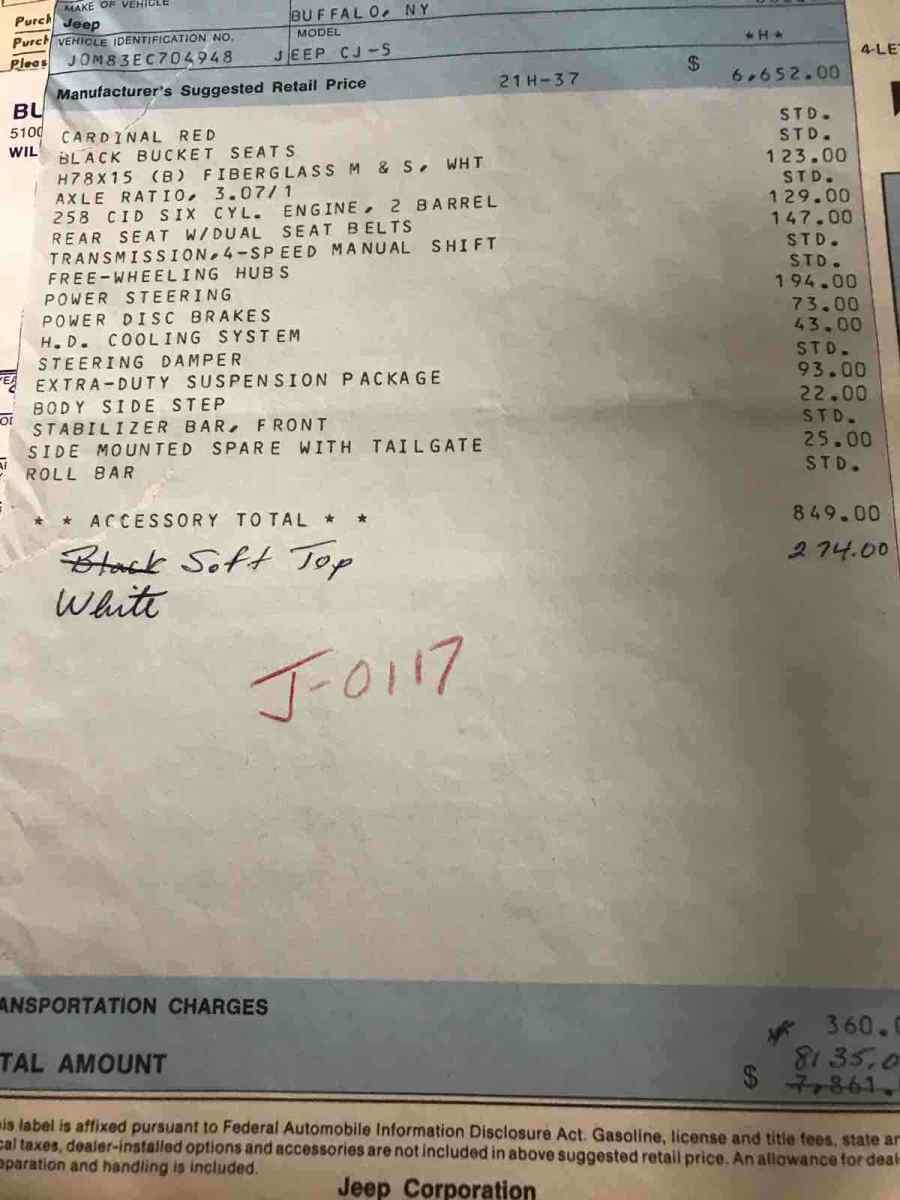 Purch
MAKE OF VEHICLE
Jeep
BUFFALO, NY
Purch
VEHICLE IDENTIFICATION NO.
MODEL
*H*
Pleas
J0M83EC704948 JEEP CJ-5
4-LE
Manufacturer's Suggested Retail Price 21H-37 $ 6,652.00
BU
5100
WIL
CARDINAL RED STD.
BLACK BUCKET SEATS STD.
H78X15 (B) FIBERGLASS M & S, WHT 123.00
AXLE RATIO, 3.07/1 STD.
258 CID SIX CYL. ENGINE, 2 BARREL 129.00
REAR SEAT W/DUAL SEAT BELTS 147.00
TRANSMISSION,4-SPEED MANUAL SHIFT STD.
FREE-WHEELING HUBS STD.
POWER STEERING 194.00
POWER DISC BRAKES 73.00
H.D. COOLING SYSTEM 43.00
STEERING DAMPER STD.
EXTRA-DUTY SUSPENSION PACKAGE 93.00
BODY SIDE STEP 22.00
STABILIZER BAR, FRONT STD.
SIDE MOUNTED SPARE WITH TAILGATE 25.00
ROLL BAR STD.
* * ACCESSORY TOTAL * * 849.00
Black Soft Top 274.00
White
J-0117
ANSPORTATION CHARGES 360.0
8135.0
TAL AMOUNT $ 7,861.
is label is affixed pursuant to Federal Automobile Information Disclosure Act. Gasoline, license and title fees, state an
cal taxes, dealer-installed options and accessories are not included in above suggested retail price. An allowance for deal
eparation and handling is included.
Jeep Corporation